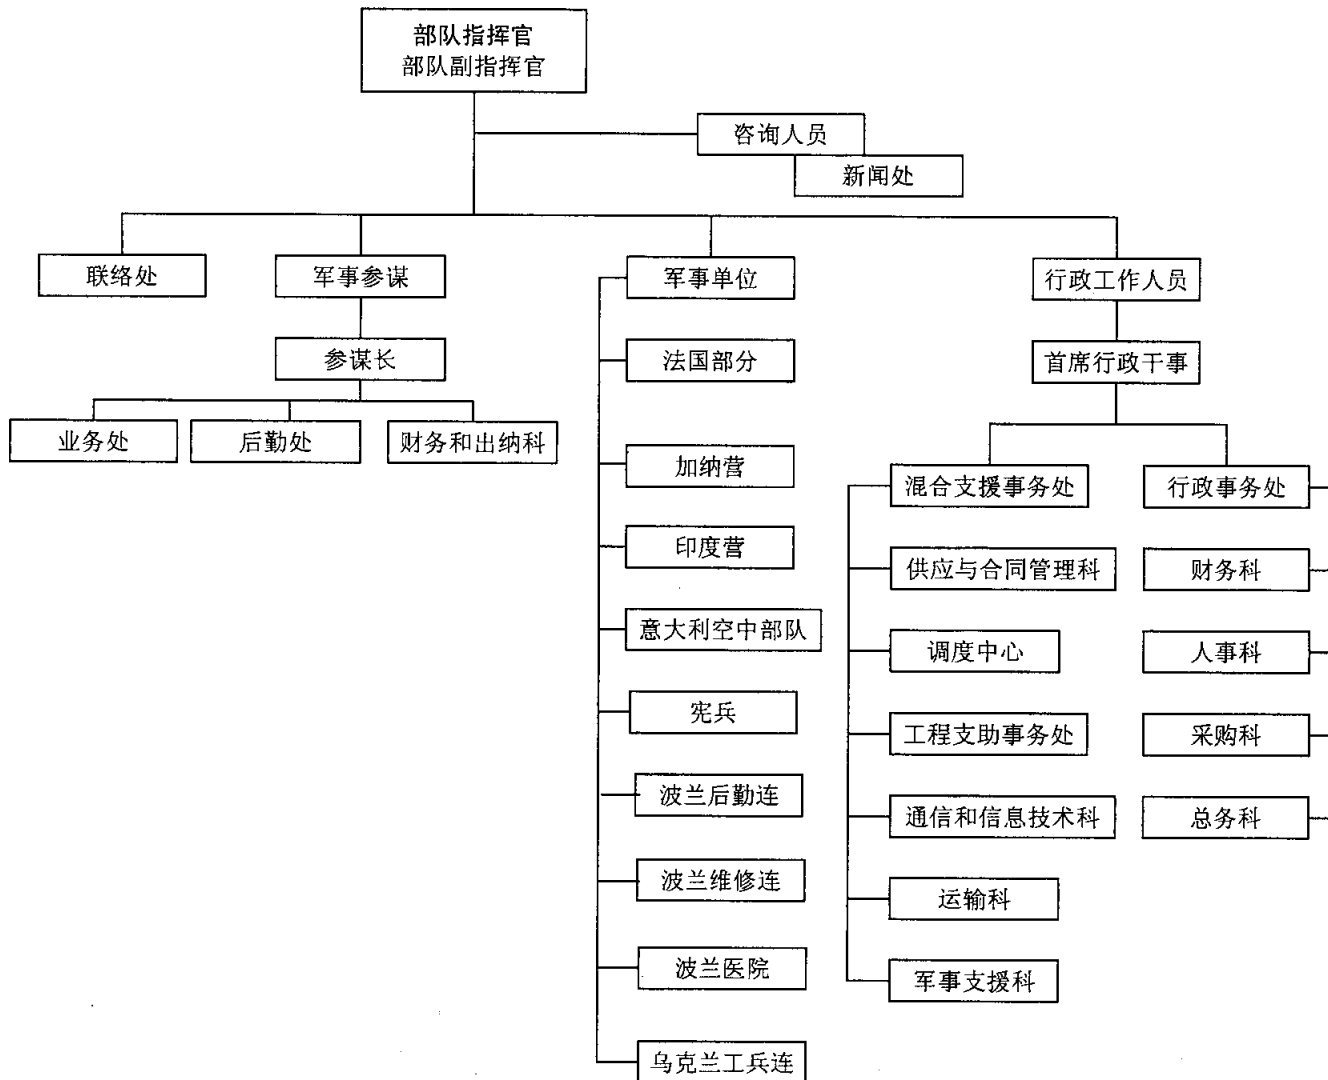 部队指挥官
部队副指挥官
咨询人员
新闻处
联络处
军事参谋
参谋长
业务处
后勤处
财务和出纳科
军事单位
法国部分
加纳营
印度营
意大利空中部队
宪兵
波兰后勤连
波兰维修连
波兰医院
乌克兰工兵连
行政工作人员
首席行政干事
混合支援事务处
供应与合同管理科
调度中心
工程支助事务处
通信和信息技术科
运输科
军事支援科
行政事务处
财务科
人事科
采购科
总务科